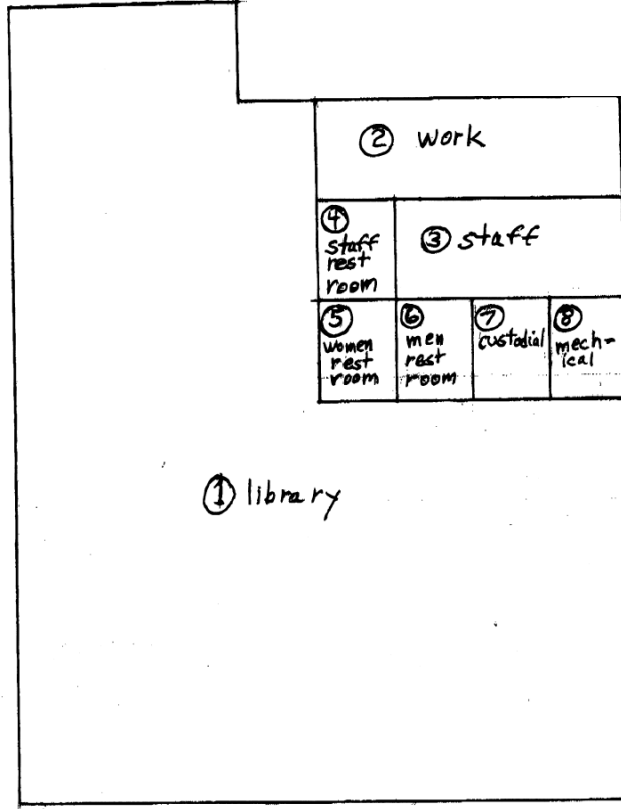 ② work
④
staff
rest
room
③ staff
⑤
women
rest
room
⑥
men
rest
room
⑦
custodial
⑧
mech-
ical
① library